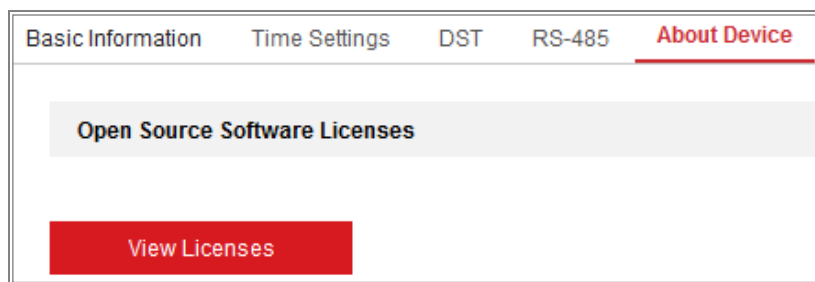 Basic Information Time Settings DST RS-485 About Device
Open Source Software Licenses
View Licenses